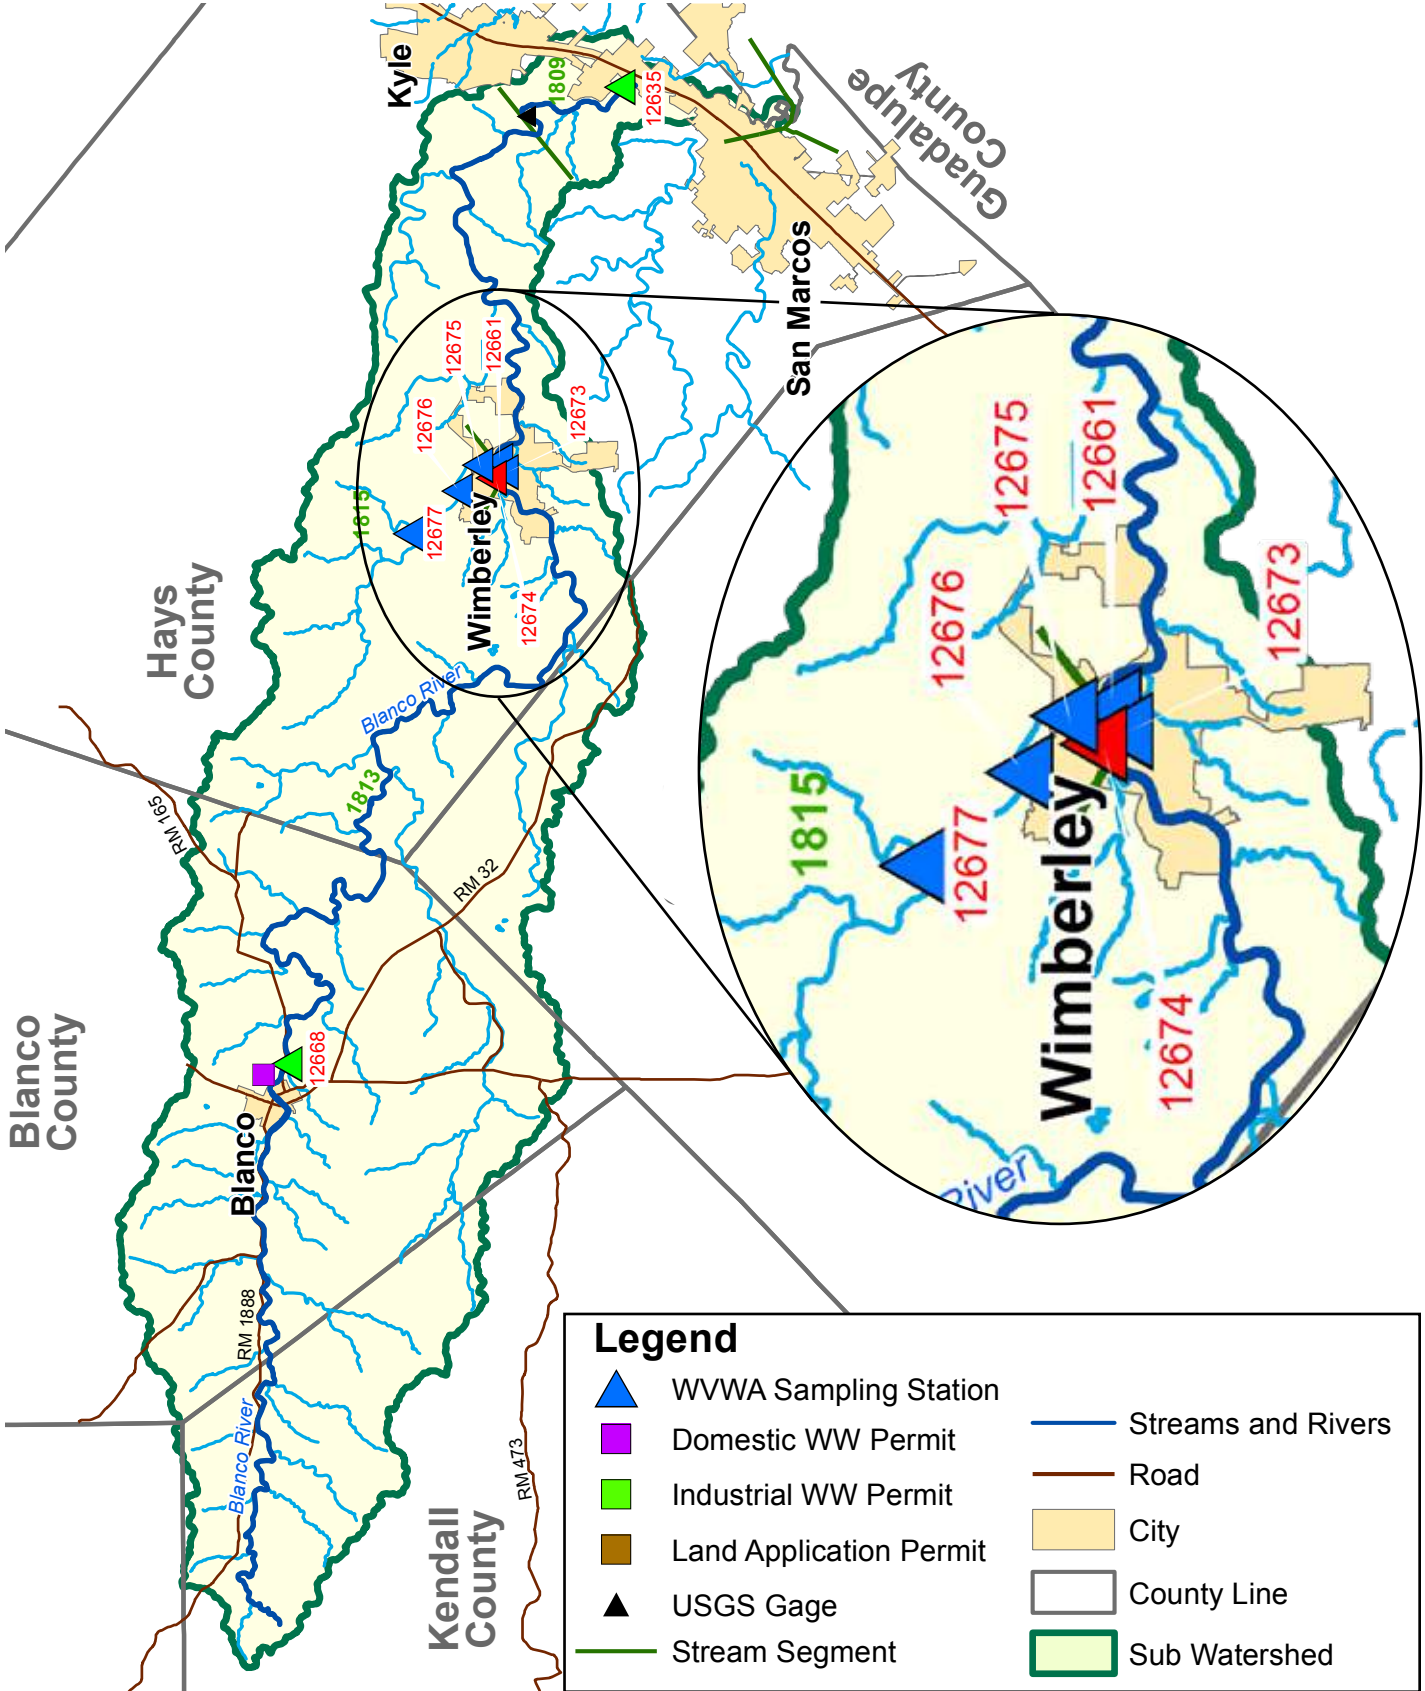 Kyle
1809
12635
Guadalupe
County
San Marcos
12675
12661
12676
12673
1815
12677
Wimberley
12674
Hays
County
Blanco River
1813
RM 165
RM 32
Blanco
County
12668
Blanco
RM 1888
Blanco River
RM 473
Kendall
County
12675
12661
12676
12673
1815
12677
Wimberley
12674
River
Legend
WVWA Sampling Station
Domestic WW Permit
Industrial WW Permit
Land Application Permit
USGS Gage
Stream Segment
Streams and Rivers
Road
City
County Line
Sub Watershed